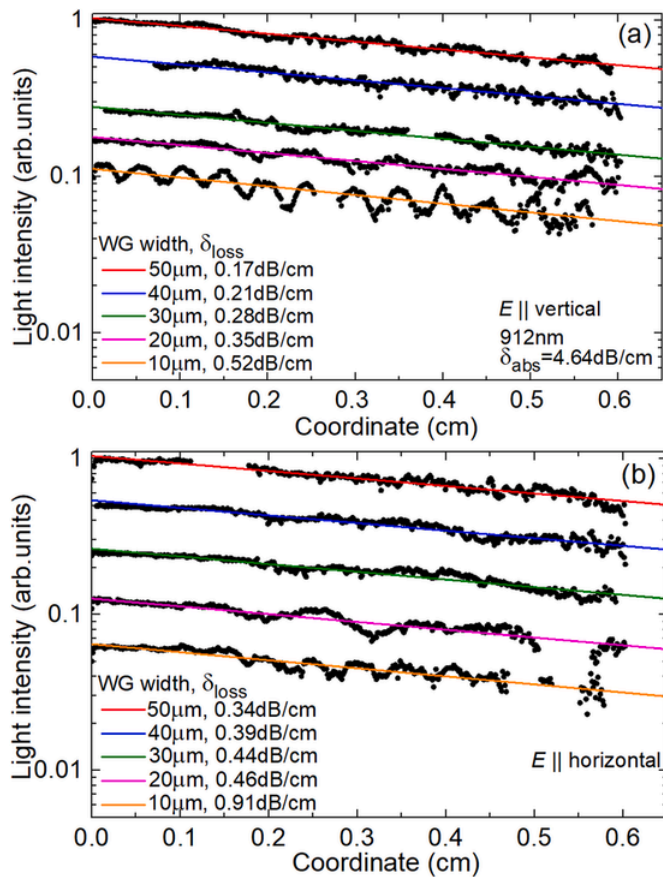 (a)
Light intensity (arb.units)
1
0.1
0.01
WG width, δloss
50μm, 0.17dB/cm
40μm, 0.21dB/cm
30μm, 0.28dB/cm
20μm, 0.35dB/cm
10μm, 0.52dB/cm
E || vertical
912nm
δabs=4.64dB/cm
0.0 0.1 0.2 0.3 0.4 0.5 0.6
Coordinate (cm)
(b)
Light intensity (arb.units)
1
0.1
0.01
WG width, δloss
50μm, 0.34dB/cm
40μm, 0.39dB/cm
30μm, 0.44dB/cm
20μm, 0.46dB/cm
10μm, 0.91dB/cm
E || horizontal
0.0 0.1 0.2 0.3 0.4 0.5 0.6
Coordinate (cm)